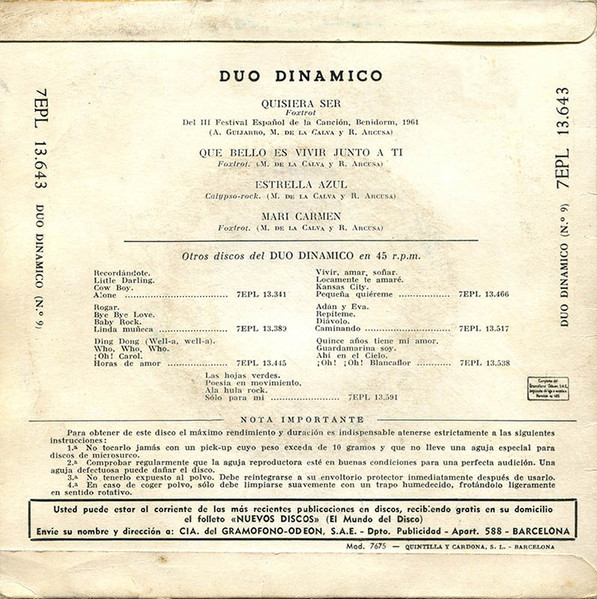 DUO DINAMICO
QUISIERA SER
Foxtrot
Del III Festival Español de la Canción, Benidorm, 1961
(A. Guijarro, M. de la Calva y R. Arcusa)
QUE BELLO ES VIVIR JUNTO A TI
Foxtrot. (M. de la Calva y R. Arcusa)
ESTRELLA AZUL
Calypso-rock. (M. de la Calva y R. Arcusa)
MARI CARMEN
Foxtrot. (M. de la Calva y R. Arcusa)
7EPL 13.643 DUO DINAMICO (N.º 9)
DUO DINAMICO (N.º 9) 7EPL 13.643
Otros discos del DUO DINAMICO en 45 r.p.m.
Recordándote.
Little Darling.
Cow Boy.
Alone .......................... 7EPL 13.341
Rogar.
Bye Bye Love.
Baby Rock.
Linda muñeca ................... 7EPL 13.389
Ding Dong (Well-a, well-a).
Who, Who, Who.
¡Oh! Carol.
Horas de amor .................. 7EPL 13.445
Vivir, amar, soñar.
Locamente te amaré.
Kansas City.
Pequeña quiéreme ............... 7EPL 13.466
Adán y Eva.
Repíteme.
Diávolo.
Caminando ...................... 7EPL 13.517
Quince años tiene mi amor.
Guardamarina soy.
Ahí en el Cielo.
¡Oh! ¡Oh! Blancaflor ........... 7EPL 13.538
Las hojas verdes.
Poesía en movimiento.
Ala hula rock.
Sólo para mí ................... 7EPL 13.591
NOTA IMPORTANTE
Para obtener de este disco el máximo rendimiento y duración es indispensable atenerse estrictamente a las siguientes
instrucciones:
1.ª No tocarlo jamás con un pick-up cuyo peso exceda de 10 gramos y que no lleve una aguja especial para
discos de microsurco.
2.ª Comprobar regularmente que la aguja reproductora esté en buenas condiciones para una perfecta audición. Una
aguja defectuosa puede dañar el disco.
3.ª No tenerlo expuesto al polvo. Debe reintegrarse a su envoltorio protector inmediatamente después de usarlo.
4.ª En caso de coger polvo, sólo debe limpiarse suavemente con un trapo humedecido, frotándolo ligeramente
en sentido rotativo.
Usted puede estar al corriente de las más recientes publicaciones en discos, recibiendo gratis en su domicilio
el folleto «NUEVOS DISCOS» (El Mundo del Disco)
Envíe su nombre y dirección a: CIA. del GRAMOFONO-ODEON, S.A.E. - Dpto. Publicidad - Apart. 588 - BARCELONA
Mod. 7675 — QUINTILLA Y CARDONA, S. L. - BARCELONA